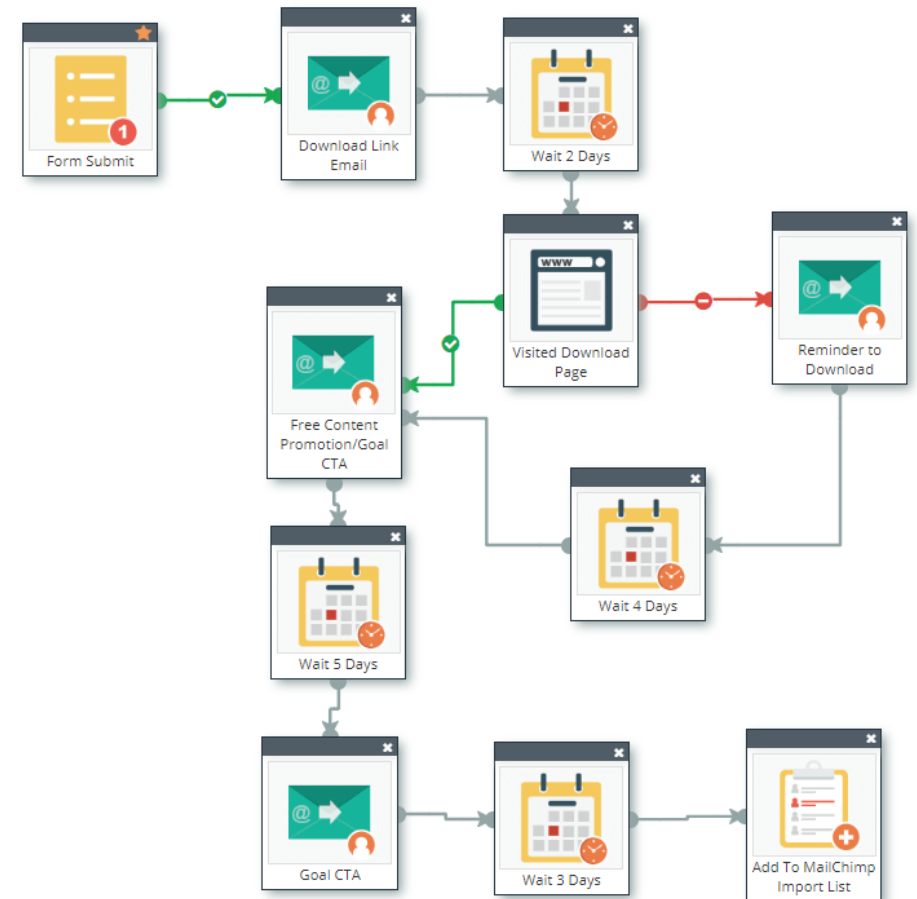 1
Form Submit
@
Download Link
Email
Wait 2 Days
www
Visited Download
Page
@
Reminder to
Download
@
Free Content
Promotion/Goal
CTA
Wait 4 Days
Wait 5 Days
@
Goal CTA
Wait 3 Days
Add To MailChimp
Import List